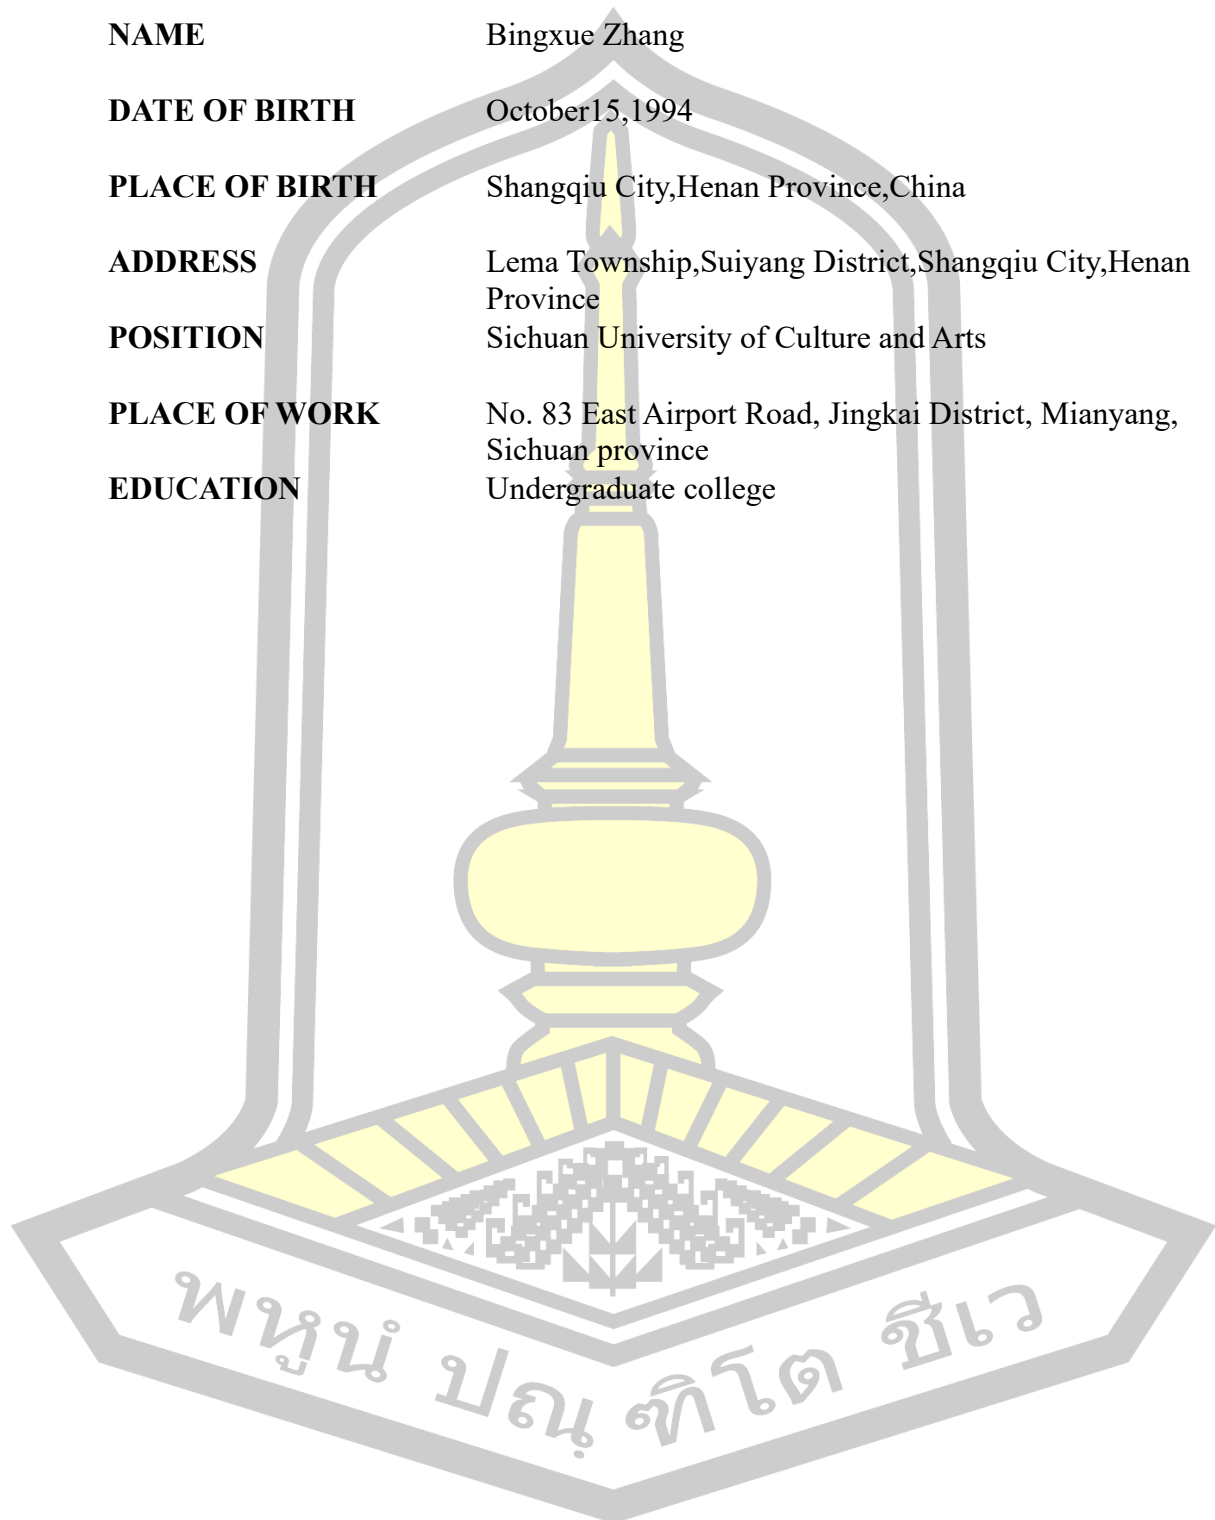 NAME Bingxue Zhang
DATE OF BIRTH October15,1994
PLACE OF BIRTH Shangqiu City,Henan Province,China
ADDRESS Lema Township,Suiyang District,Shangqiu City,Henan
Province
POSITION Sichuan University of Culture and Arts
PLACE OF WORK No. 83 East Airport Road, Jingkai District, Mianyang,
Sichuan province
EDUCATION Undergraduate college
พหูนํ ปณฺฑิโต ชีเว